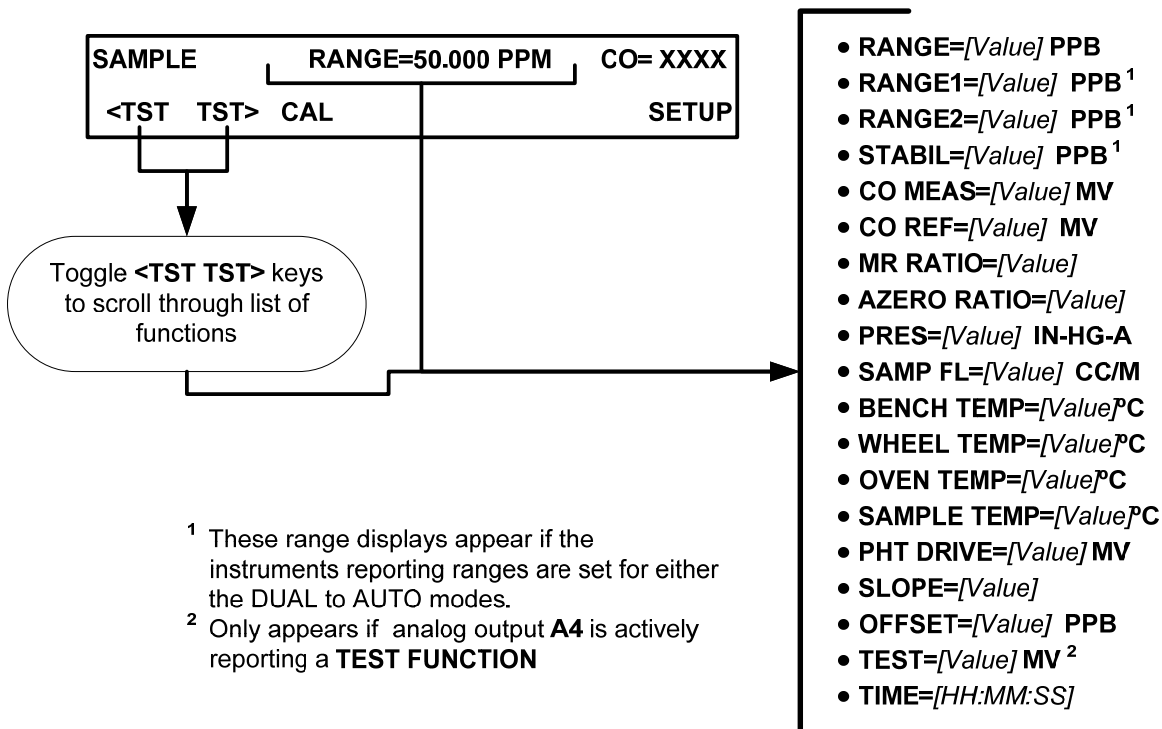 SAMPLE RANGE=50.000 PPM CO= XXXX
<TST TST> CAL SETUP
Toggle <TST TST> keys
to scroll through list of
functions
1 These range displays appear if the
instruments reporting ranges are set for either
the DUAL to AUTO modes.
2 Only appears if analog output A4 is actively
reporting a TEST FUNCTION
• RANGE=[Value] PPB
• RANGE1=[Value] PPB 1
• RANGE2=[Value] PPB 1
• STABIL=[Value] PPB 1
• CO MEAS=[Value] MV
• CO REF=[Value] MV
• MR RATIO=[Value]
• AZERO RATIO=[Value]
• PRES=[Value] IN-HG-A
• SAMP FL=[Value] CC/M
• BENCH TEMP=[Value]ºC
• WHEEL TEMP=[Value]ºC
• OVEN TEMP=[Value]ºC
• SAMPLE TEMP=[Value]ºC
• PHT DRIVE=[Value] MV
• SLOPE=[Value]
• OFFSET=[Value] PPB
• TEST=[Value] MV 2
• TIME=[HH:MM:SS]